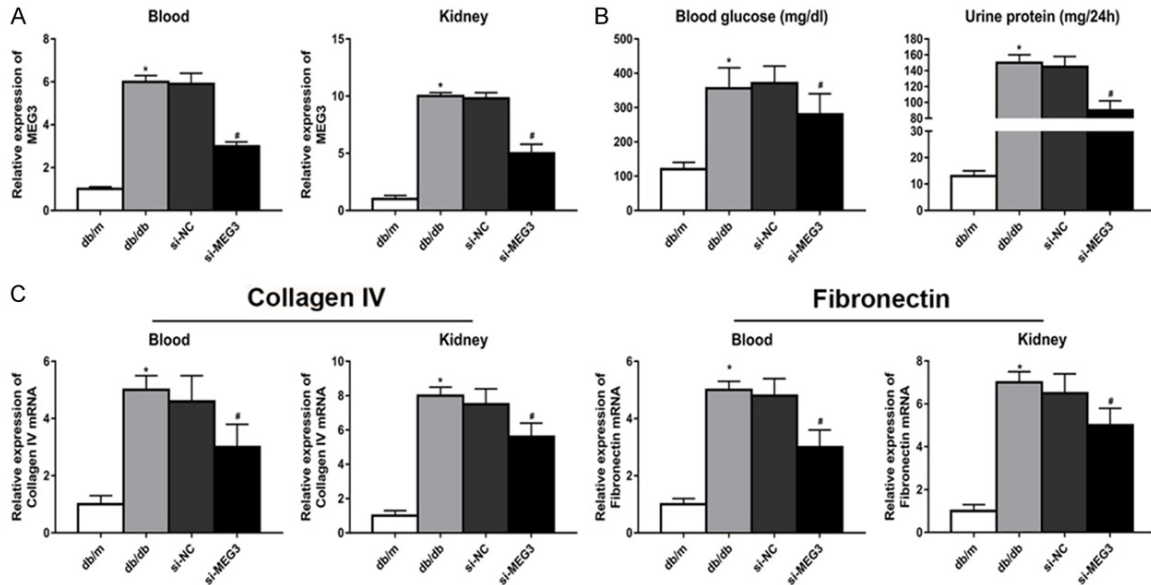 A
Blood
Relative expression of
MEG3
8
6
4
2
0
db/m
db/db
si-NC
si-MEG3
*
#
Kidney
Relative expression of
MEG3
15
10
5
0
db/m
db/db
si-NC
si-MEG3
*
#
B
Blood glucose (mg/dl)
500
400
300
200
100
0
db/m
db/db
si-NC
si-MEG3
*
#
Urine protein (mg/24h)
180
160
140
120
100
80
30
20
10
0
db/m
db/db
si-NC
si-MEG3
*
#
C
Collagen IV
Blood
Relative expression of
Collagen IV mRNA
6
4
2
0
db/m
db/db
si-NC
si-MEG3
*
#
Kidney
Relative expression of
Collagen IV mRNA
10
8
6
4
2
0
db/m
db/db
si-NC
si-MEG3
*
#
Fibronectin
Blood
Relative expression of
Fibronectin mRNA
6
4
2
0
db/m
db/db
si-NC
si-MEG3
*
#
Kidney
Relative expression of
Fibronectin mRNA
8
6
4
2
0
db/m
db/db
si-NC
si-MEG3
*
#